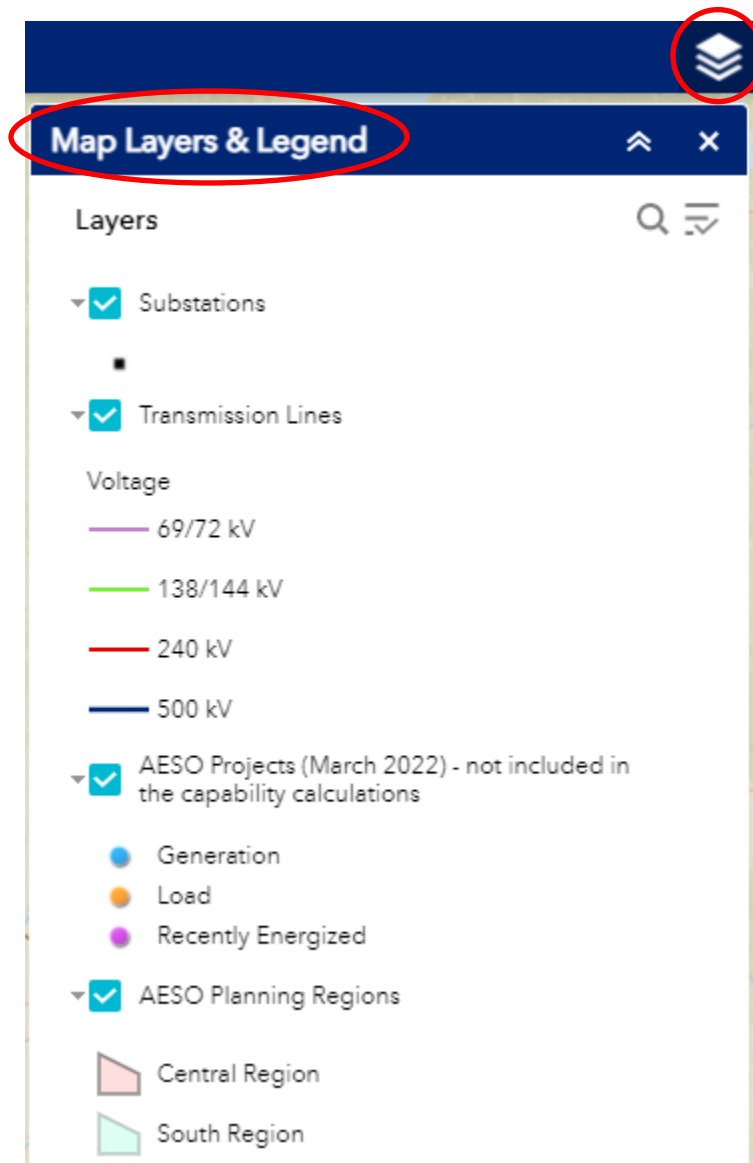 Map Layers & Legend
Layers
Substations
Transmission Lines
Voltage
69/72 kV
138/144 kV
240 kV
500 kV
AESO Projects (March 2022) - not included in
the capability calculations
Generation
Load
Recently Energized
AESO Planning Regions
Central Region
South Region